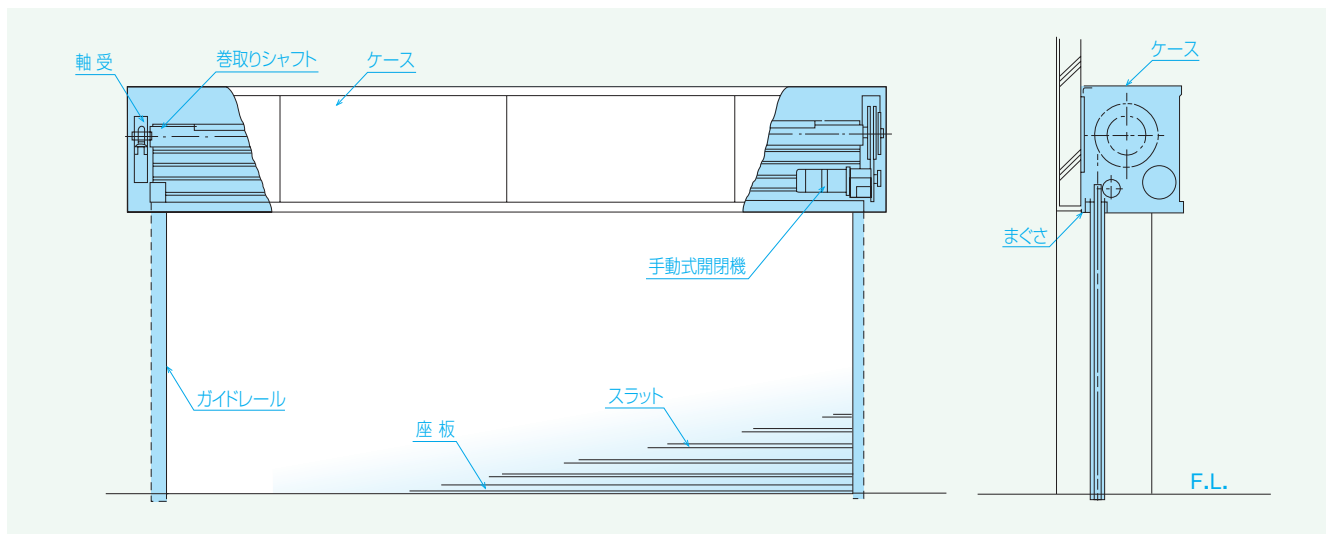 軸受
巻取りシャフト
ケース
ケース
まぐさ
手動式開閉機
ガイドレール
スラット
座板
F.L.